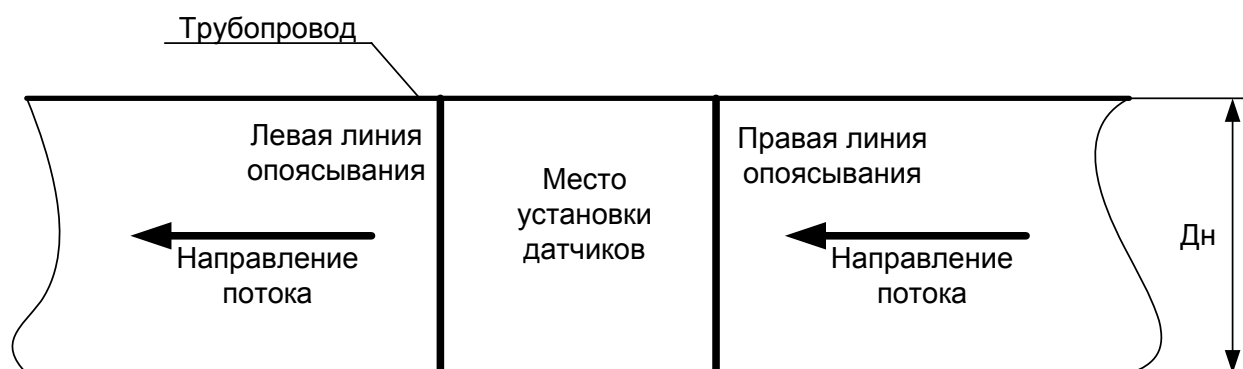 Трубопровод
Левая линия
опоясывания
Правая линия
опоясывания
Место
установки
датчиков
Направление
потока
Направление
потока
Дн